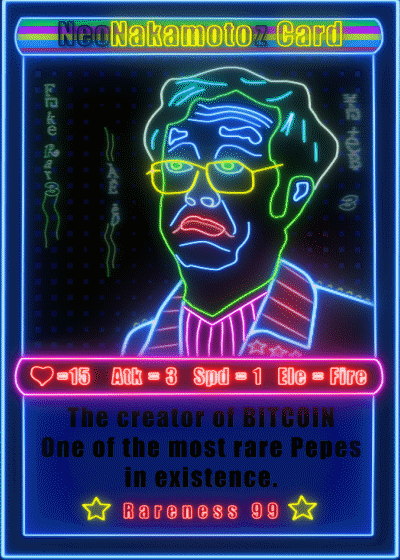 NeoNakamotoz Card
Fake
=15 Atk = 3 Spd = 1 Ele = Fire
The creator of BITCOIN
One of the most rare Pepes
in existence.
Rareness 99